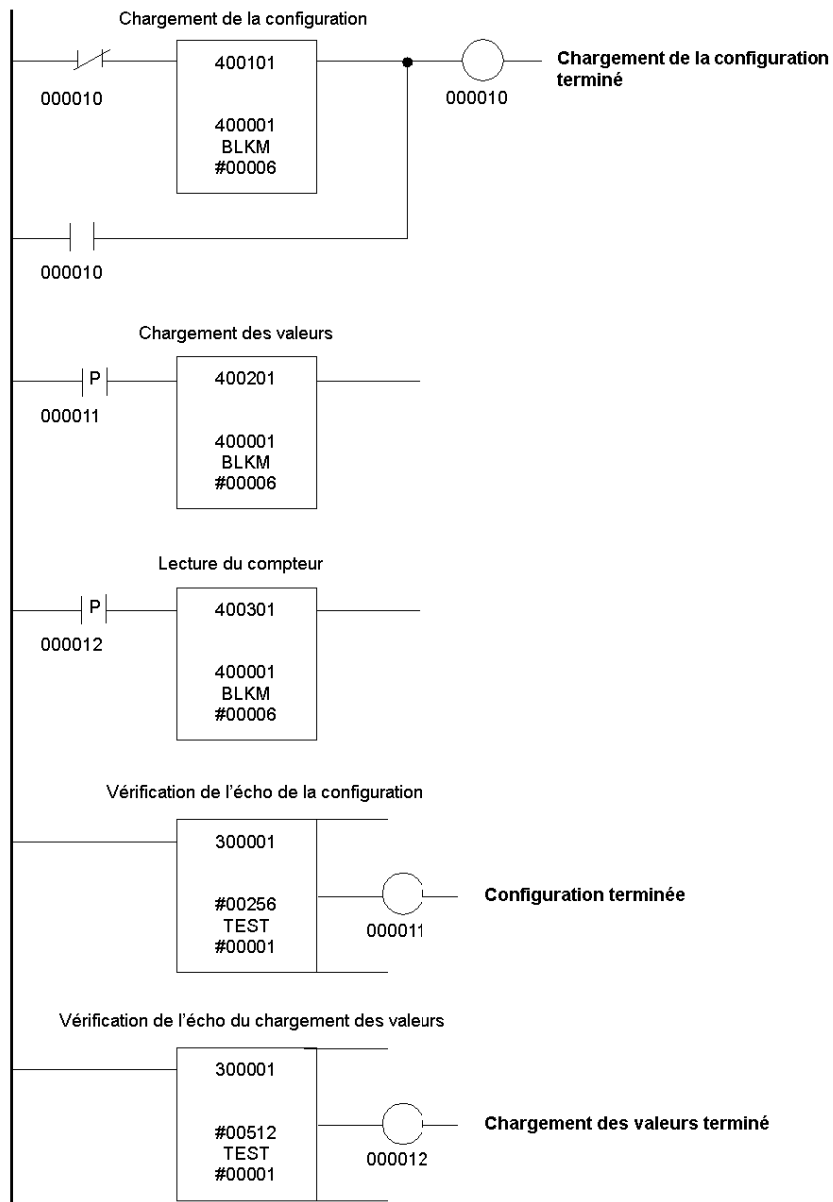 Chargement de la configuration
400101
Chargement de la configuration
terminé
000010
000010
400001
BLKM
#00006
000010
Chargement des valeurs
P
400201
000011
400001
BLKM
#00006
Lecture du compteur
P
400301
000012
400001
BLKM
#00006
Vérification de l'écho de la configuration
300001
#00256
TEST
#00001
Configuration terminée
000011
Vérification de l'écho du chargement des valeurs
300001
#00512
TEST
#00001
Chargement des valeurs terminé
000012